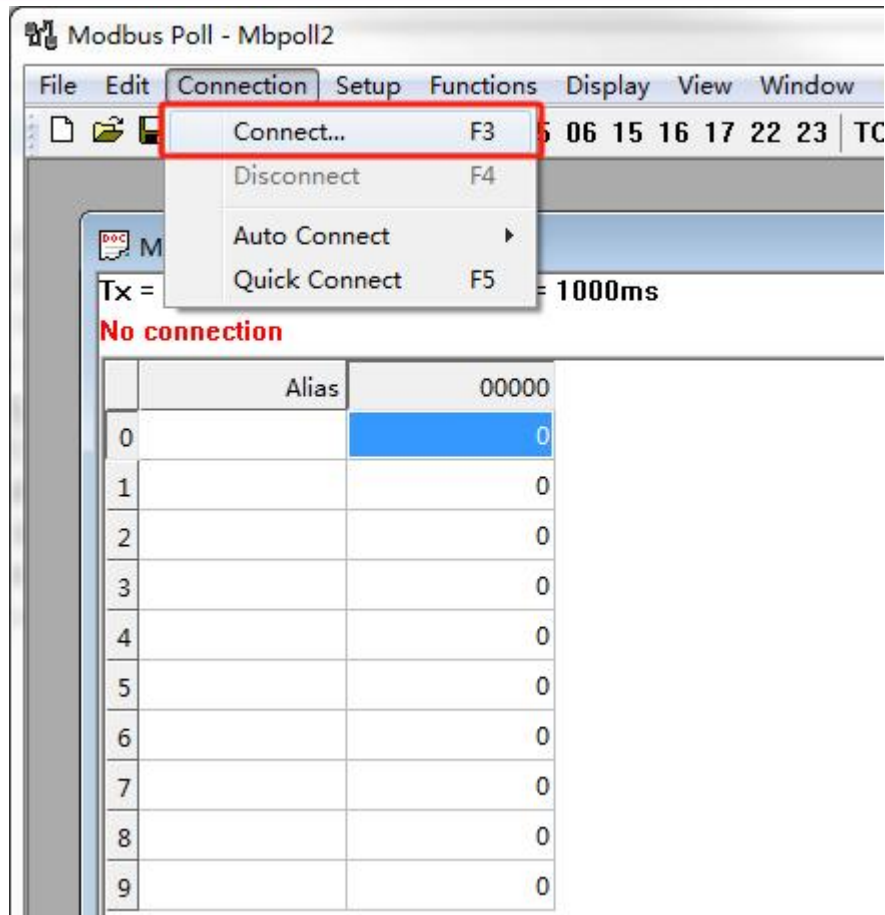 Modbus Poll - Mbpoll2
File Edit Connection Setup Functions Display View Window
Connect... F3 06 15 16 17 22 23 TC
Disconnect F4
Auto Connect
Quick Connect F5
Tx = = 1000ms
No connection
Alias 00000
0 0
1 0
2 0
3 0
4 0
5 0
6 0
7 0
8 0
9 0